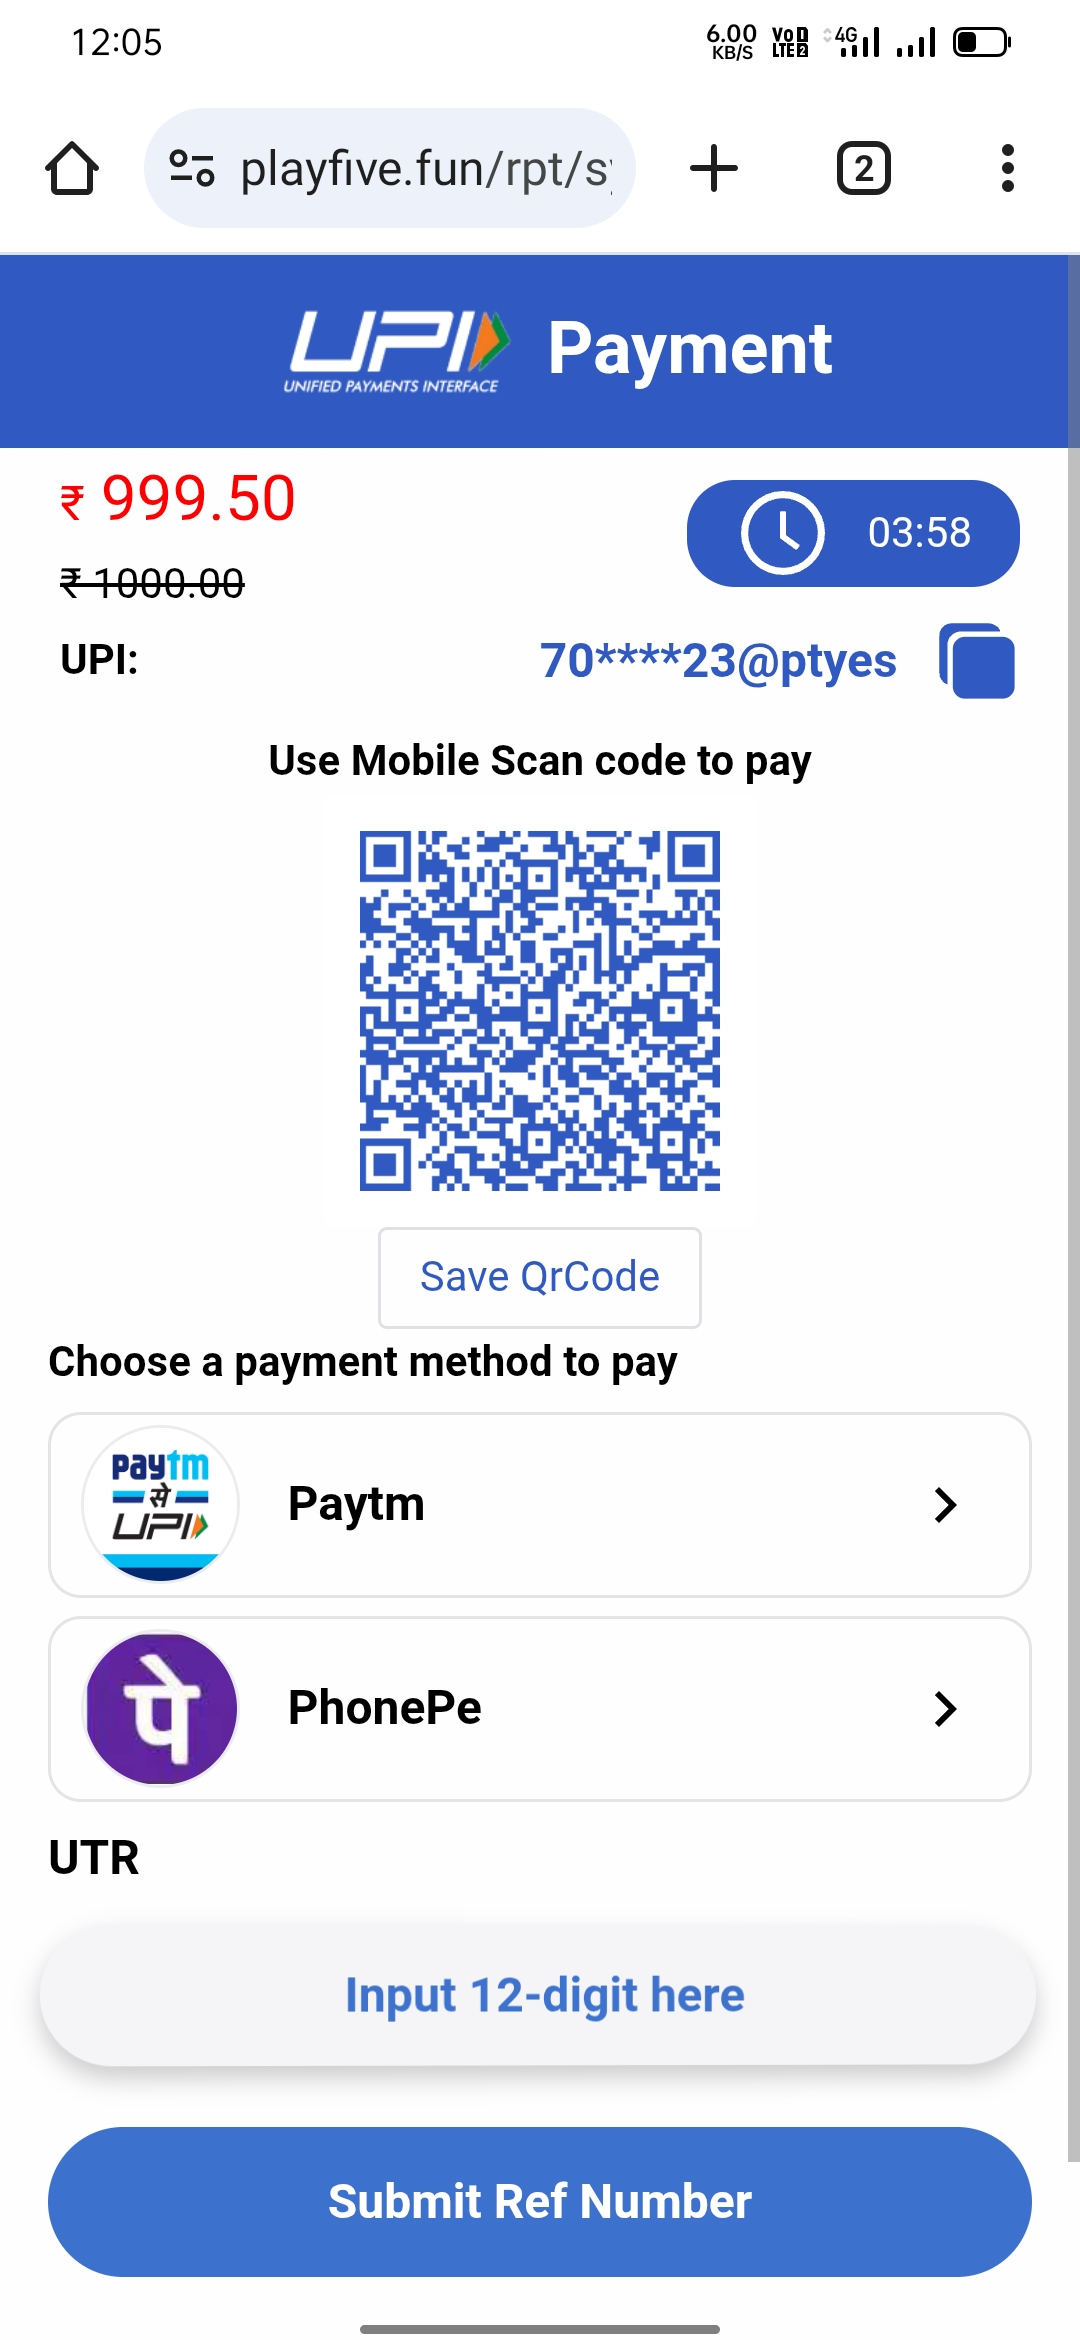 12:05
6.00 KB/S
Vo LTE 2
4G
playfive.fun/rpt/s
2
UPI
UNIFIED PAYMENTS INTERFACE
Payment
₹ 999.50
03:58
₹ 1000.00
UPI:
70****23@ptyes
Use Mobile Scan code to pay
Save QrCode
Choose a payment method to pay
paytm
से
UPI
Paytm
पे
PhonePe
UTR
Input 12-digit here
Submit Ref Number